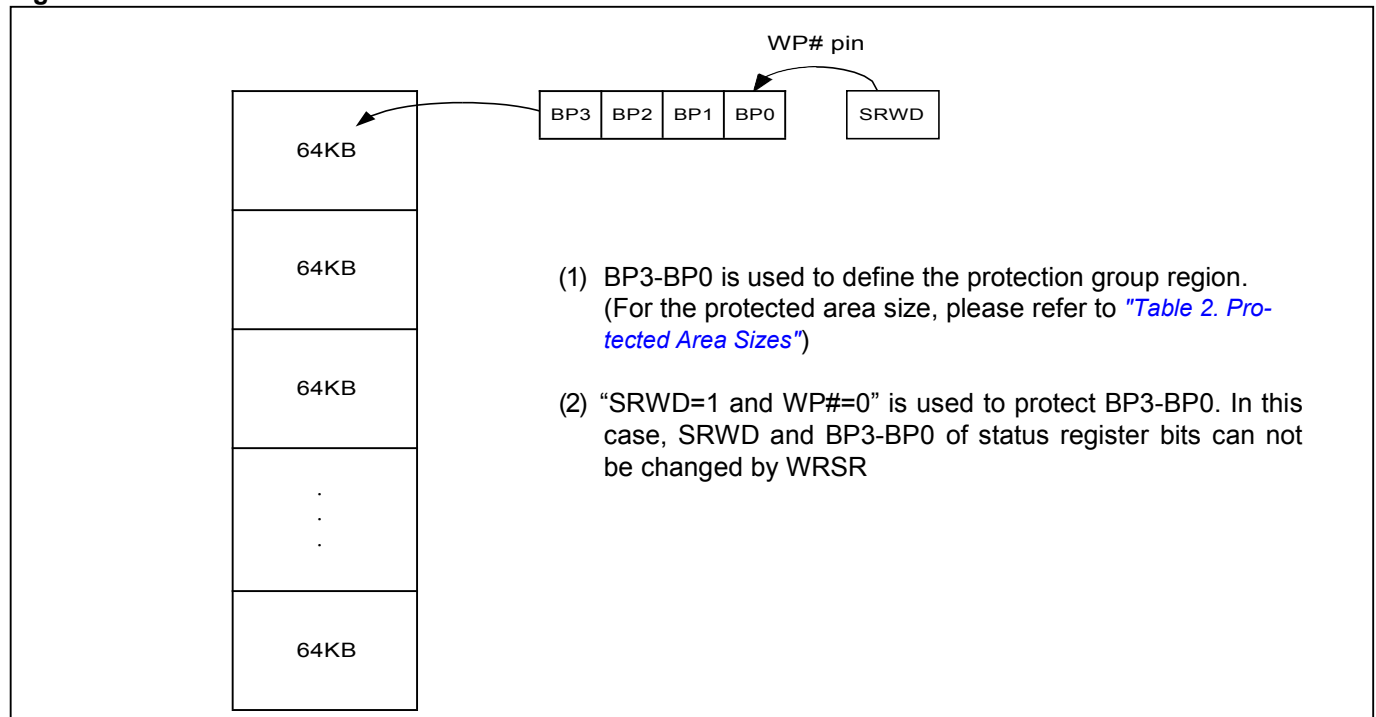 WP# pin
BP3 BP2 BP1 BP0 SRWD
64KB
64KB
64KB
.
.
.
64KB
(1) BP3-BP0 is used to define the protection group region.
(For the protected area size, please refer to "Table 2. Pro-
tected Area Sizes")
(2) “SRWD=1 and WP#=0” is used to protect BP3-BP0. In this
case, SRWD and BP3-BP0 of status register bits can not
be changed by WRSR